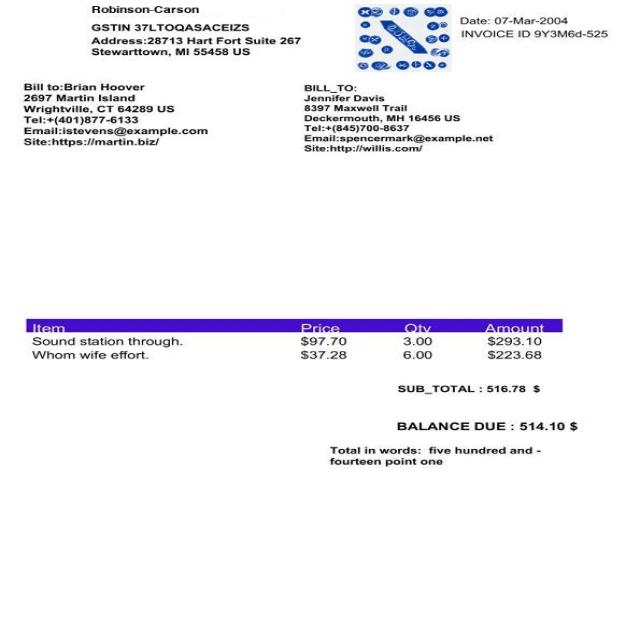 Robinson-Carson
GSTIN 37LTOQASACEIZS
Address:28713 Hart Fort Suite 267
Stewarttown, MI 55458 US
Date: 07-Mar-2004
INVOICE ID 9Y3M6d-525
Bill to:Brian Hoover
2697 Martin Island
Wrightville, CT 64289 US
Tel:+(401)877-6133
Email:istevens@example.com
Site:https://martin.biz/
BILL_TO:
Jennifer Davis
8397 Maxwell Trail
Deckermouth, MH 16456 US
Tel:+(845)700-8637
Email:spencermark@example.net
Site:http://willis.com/
Item Price Qty Amount
Sound station through. $97.70 3.00 $293.10
Whom wife effort. $37.28 6.00 $223.68
SUB_TOTAL : 516.78 $
BALANCE DUE : 514.10 $
Total in words: five hundred and -
fourteen point one